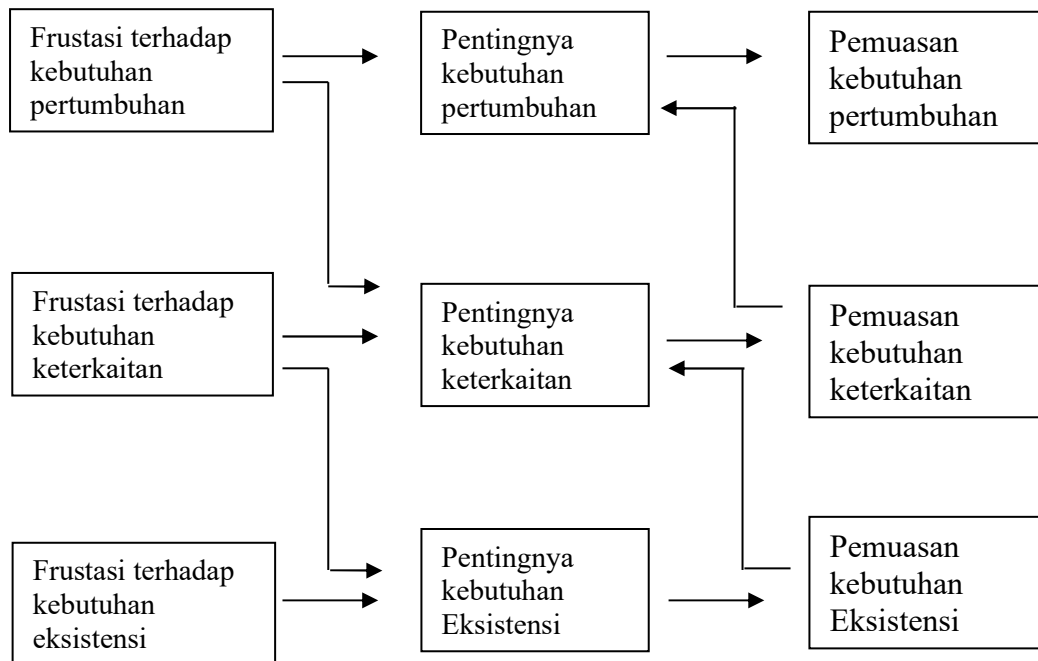 Frustasi terhadap
kebutuhan
pertumbuhan
Pentingnya
kebutuhan
pertumbuhan
Pemuasan
kebutuhan
pertumbuhan
Frustasi terhadap
kebutuhan
keterkaitan
Pentingnya
kebutuhan
keterkaitan
Pemuasan
kebutuhan
keterkaitan
Frustasi terhadap
kebutuhan
eksistensi
Pentingnya
kebutuhan
Eksistensi
Pemuasan
kebutuhan
Eksistensi